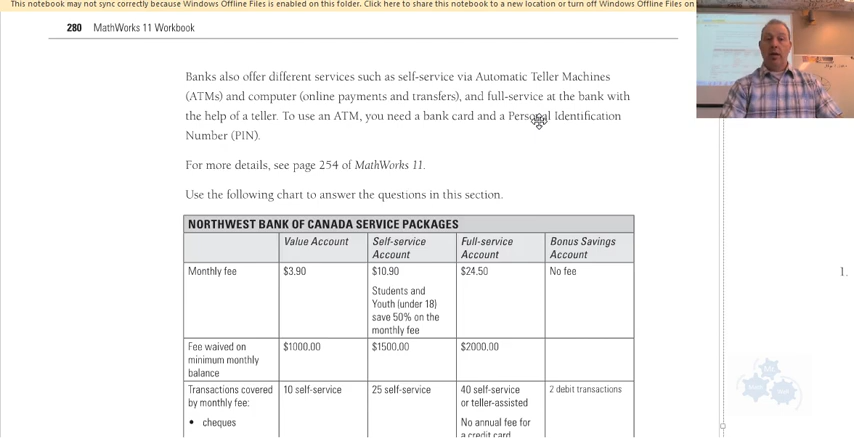 This notebook may not sync correctly because Windows Offline Files is enabled on this folder. Click here to share this notebook to a new location or turn off Windows Offline Files on
280 MathWorks 11 Workbook
Banks also offer different services such as self-service via Automatic Teller Machines
(ATMs) and computer (online payments and transfers), and full-service at the bank with
the help of a teller. To use an ATM, you need a bank card and a Personal Identification
Number (PIN).
For more details, see page 254 of MathWorks 11.
Use the following chart to answer the questions in this section.
NORTHWEST BANK OF CANADA SERVICE PACKAGES
Value Account Self-service Full-service Bonus Savings
Account Account Account
Monthly fee $3.90 $10.90 $24.50 No fee
1.
Students and
Youth (under 18)
save 50% on the
monthly fee
Fee waived on $1000.00 $1500.00 $2000.00
minimum monthly
balance
Transactions covered 10 self-service 25 self-service 40 self-service 2 debit transactions
by monthly fee: or teller-assisted
• cheques No annual fee for
a credit card